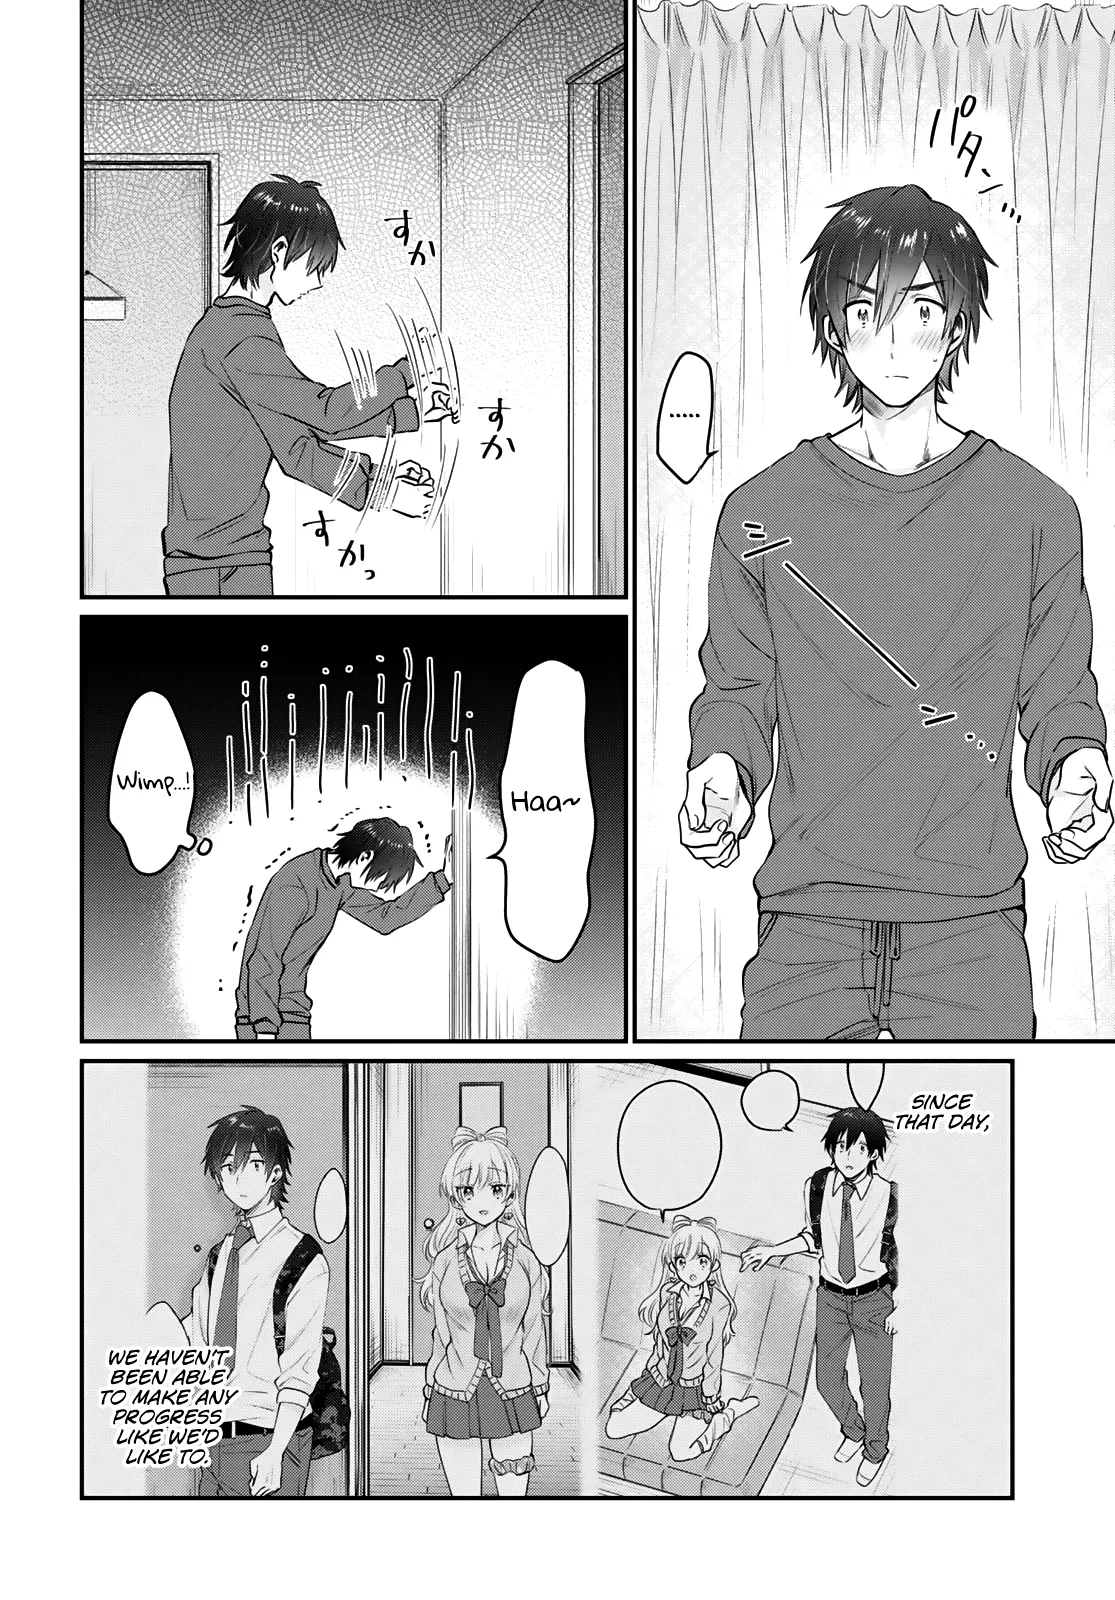 パタン...
......
シーン...
すか
すか
すかっ
Haa~
Wimp...!
SINCE
THAT DAY,
WE HAVEN'T
BEEN ABLE
TO MAKE ANY
PROGRESS
LIKE WE'D
LIKE TO.